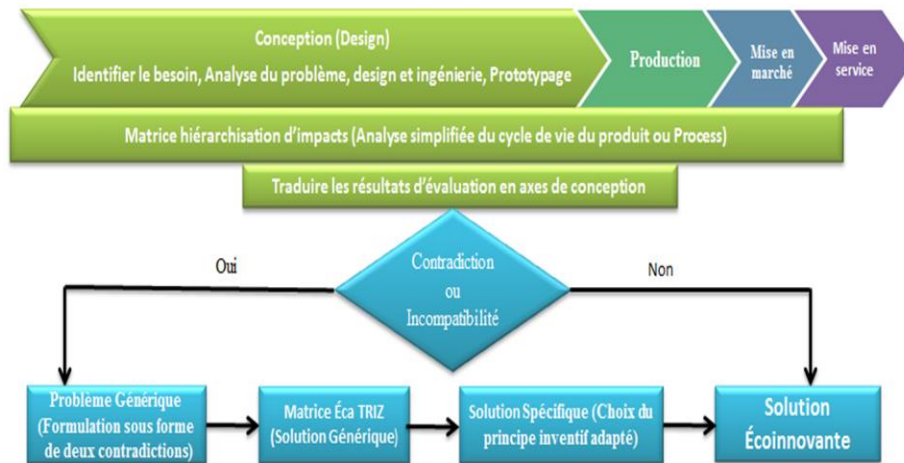 Conception (Design)
Identifier le besoin, Analyse du problème, design et ingénierie, Prototypage
Production
Mise en
marché
Mise en
service
Matrice hiérarchisation d'impacts (Analyse simplifiée du cycle de vie du produit ou Process)
Traduire les résultats d'évaluation en axes de conception
Contradiction
ou
Incompatibilité
Oui
Non
Problème Générique
(Formulation sous forme
de deux contradictions)
Matrice Éca TRIZ
(Solution Générique)
Solution Spécifique (Choix du
principe inventif adapté)
Solution
Écoinnovante